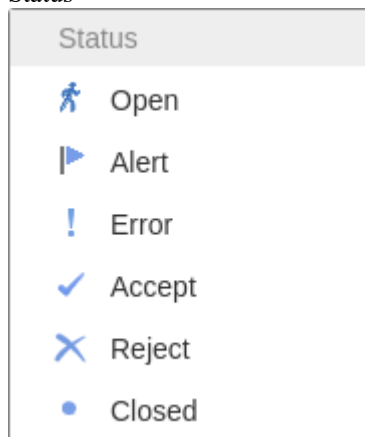 Status
Open
Alert
Error
Accept
Reject
Closed